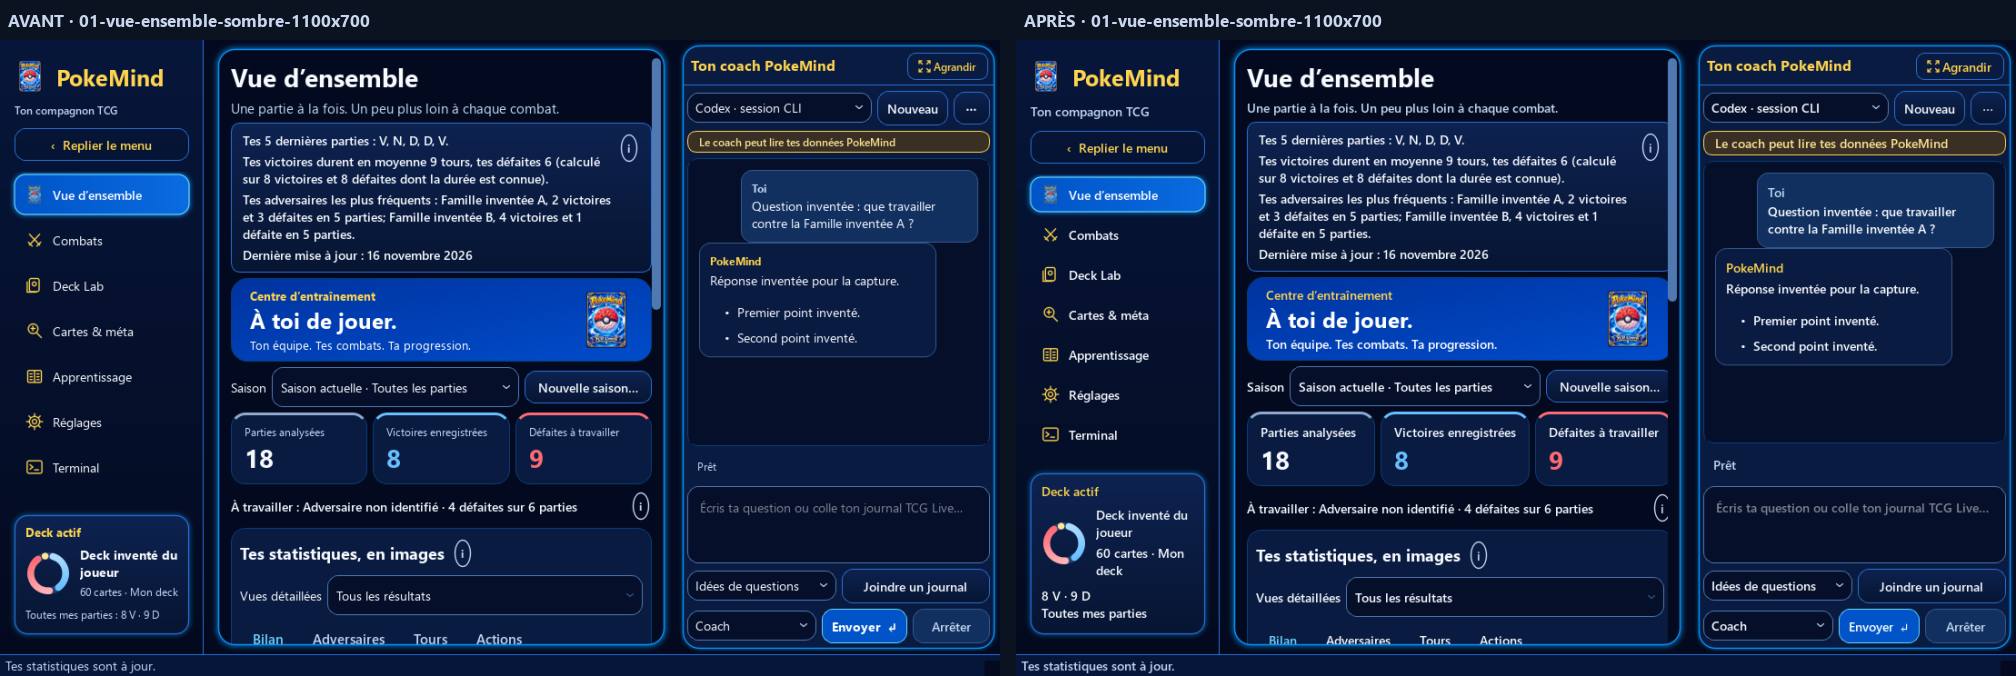 AVANT · 01-vue-ensemble-sombre-1100x700
PokeMind
Ton compagnon TCG
‹ Replier le menu
Vue d’ensemble
Combats
Deck Lab
Cartes & méta
Apprentissage
Réglages
Terminal
Deck actif
Deck inventé du
joueur
60 cartes · Mon deck
Toutes mes parties : 8 V · 9 D
Vue d’ensemble
Une partie à la fois. Un peu plus loin à chaque combat.
Tes 5 dernières parties : V, N, D, D, V.
Tes victoires durent en moyenne 9 tours, tes défaites 6 (calculé
sur 8 victoires et 8 défaites dont la durée est connue).
Tes adversaires les plus fréquents : Famille inventée A, 2 victoires
et 3 défaites en 5 parties; Famille inventée B, 4 victoires et 1
défaite en 5 parties.
Dernière mise à jour : 16 novembre 2026
i
Centre d’entraînement
À toi de jouer.
Ton équipe. Tes combats. Ta progression.
Saison
Saison actuelle · Toutes les parties
Nouvelle saison...
Parties analysées
18
Victoires enregistrées
8
Défaites à travailler
9
À travailler : Adversaire non identifié · 4 défaites sur 6 parties
i
Tes statistiques, en images
i
Vues détaillées
Tous les résultats
Bilan
Adversaires
Tours
Actions
Ton coach PokeMind
Agrandir
Codex · session CLI
Nouveau
...
Le coach peut lire tes données PokeMind
Toi
Question inventée : que travailler
contre la Famille inventée A ?
PokeMind
Réponse inventée pour la capture.
• Premier point inventé.
• Second point inventé.
Prêt
Écris ta question ou colle ton journal TCG Live...
Idées de questions
Joindre un journal
Coach
Envoyer ↵
Arrêter
Tes statistiques sont à jour.
APRÈS · 01-vue-ensemble-sombre-1100x700
PokeMind
Ton compagnon TCG
‹ Replier le menu
Vue d’ensemble
Combats
Deck Lab
Cartes & méta
Apprentissage
Réglages
Terminal
Deck actif
Deck inventé du
joueur
60 cartes · Mon
deck
8 V · 9 D
Toutes mes parties
Vue d’ensemble
Une partie à la fois. Un peu plus loin à chaque combat.
Tes 5 dernières parties : V, N, D, D, V.
Tes victoires durent en moyenne 9 tours, tes défaites 6 (calculé
sur 8 victoires et 8 défaites dont la durée est connue).
Tes adversaires les plus fréquents : Famille inventée A, 2 victoires
et 3 défaites en 5 parties; Famille inventée B, 4 victoires et 1
défaite en 5 parties.
Dernière mise à jour : 16 novembre 2026
i
Centre d’entraînement
À toi de jouer.
Ton équipe. Tes combats. Ta progression.
Saison
Saison actuelle · Toutes les parties
Nouvelle saison...
Parties analysées
18
Victoires enregistrées
8
Défaites à travailler
9
À travailler : Adversaire non identifié · 4 défaites sur 6 parties
i
Tes statistiques, en images
i
Vues détaillées
Tous les résultats
Bilan
Adversaires
Tours
Actions
Ton coach PokeMind
Agrandir
Codex · session CLI
Nouveau
...
Le coach peut lire tes données PokeMind
Toi
Question inventée : que travailler
contre la Famille inventée A ?
PokeMind
Réponse inventée pour la capture.
• Premier point inventé.
• Second point inventé.
Prêt
Écris ta question ou colle ton journal TCG Live...
Idées de questions
Joindre un journal
Coach
Envoyer ↵
Arrêter
Tes statistiques sont à jour.